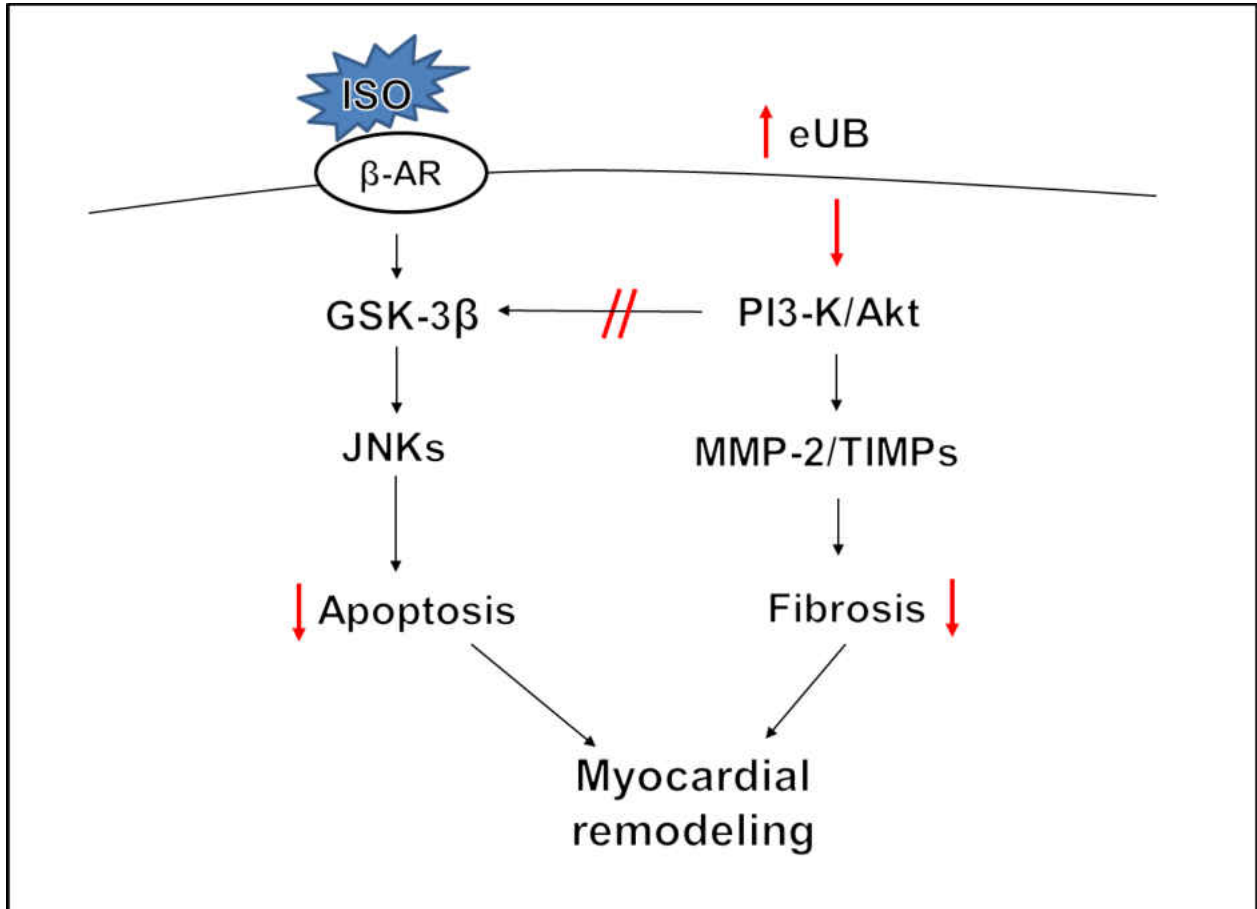 ISO
β-AR
eUB
GSK-3β
PI3-K/Akt
JNKs
MMP-2/TIMPs
Apoptosis
Fibrosis
Myocardial
remodeling